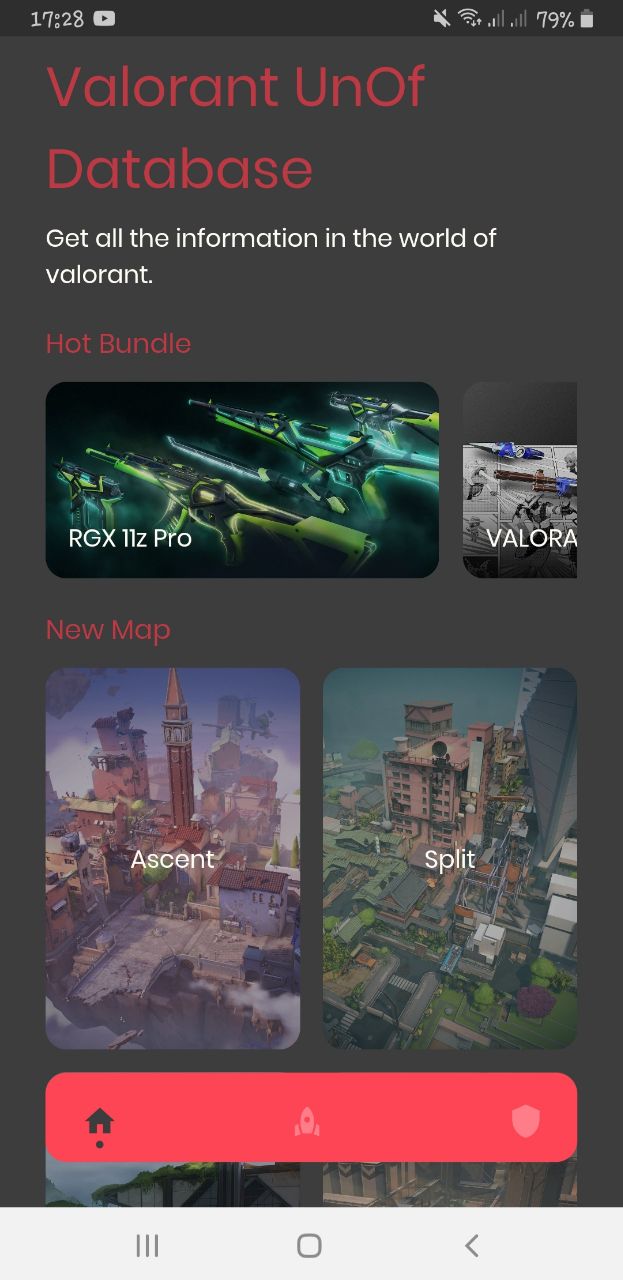 17:28
79%
Valorant UnOf
Database
Get all the information in the world of
valorant.
Hot Bundle
RGX 11z Pro
VALORA
New Map
Ascent
Split